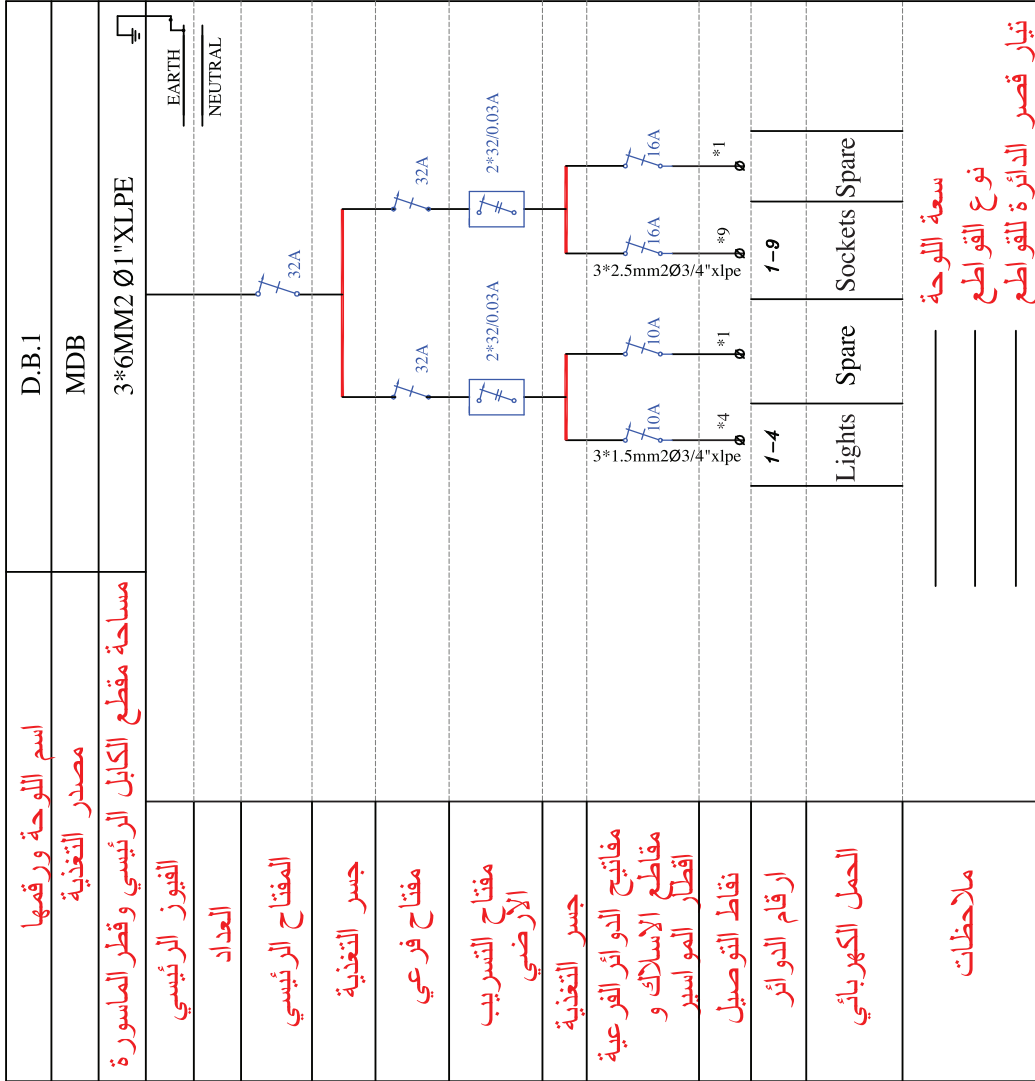 D.B.1
اسم اللوحة ورقمها
MDB
مصدر التغذية
3*6MM2 Ø1"XLPE
مساحة مقطع الكابل الرئيسي وقطر الماسورة
EARTH
NEUTRAL
الفيوز الرئيسي
العداد
32A
المفتاح الرئيسي
جسر التغذية
32A
32A
مفتاح فرعي
2*32/0.03A
2*32/0.03A
مفتاح التسريب
الأرضي
جسر التغذية
10A
10A
16A
16A
3*1.5mm2Ø3/4"xlpe
3*2.5mm2Ø3/4"xlpe
مفاتيح الدوائر الفرعية
مقاطع الاسلاك و
اقطار المواسير
*4
*1
*9
*1
نقاط التوصيل
1-4
1-9
ارقام الدوائر
Lights
Spare
Sockets
Spare
الحمل الكهربائي
سعة اللوحة
نوع القواطع
تيار قصر الدائرة للقواطع
ملاحظات